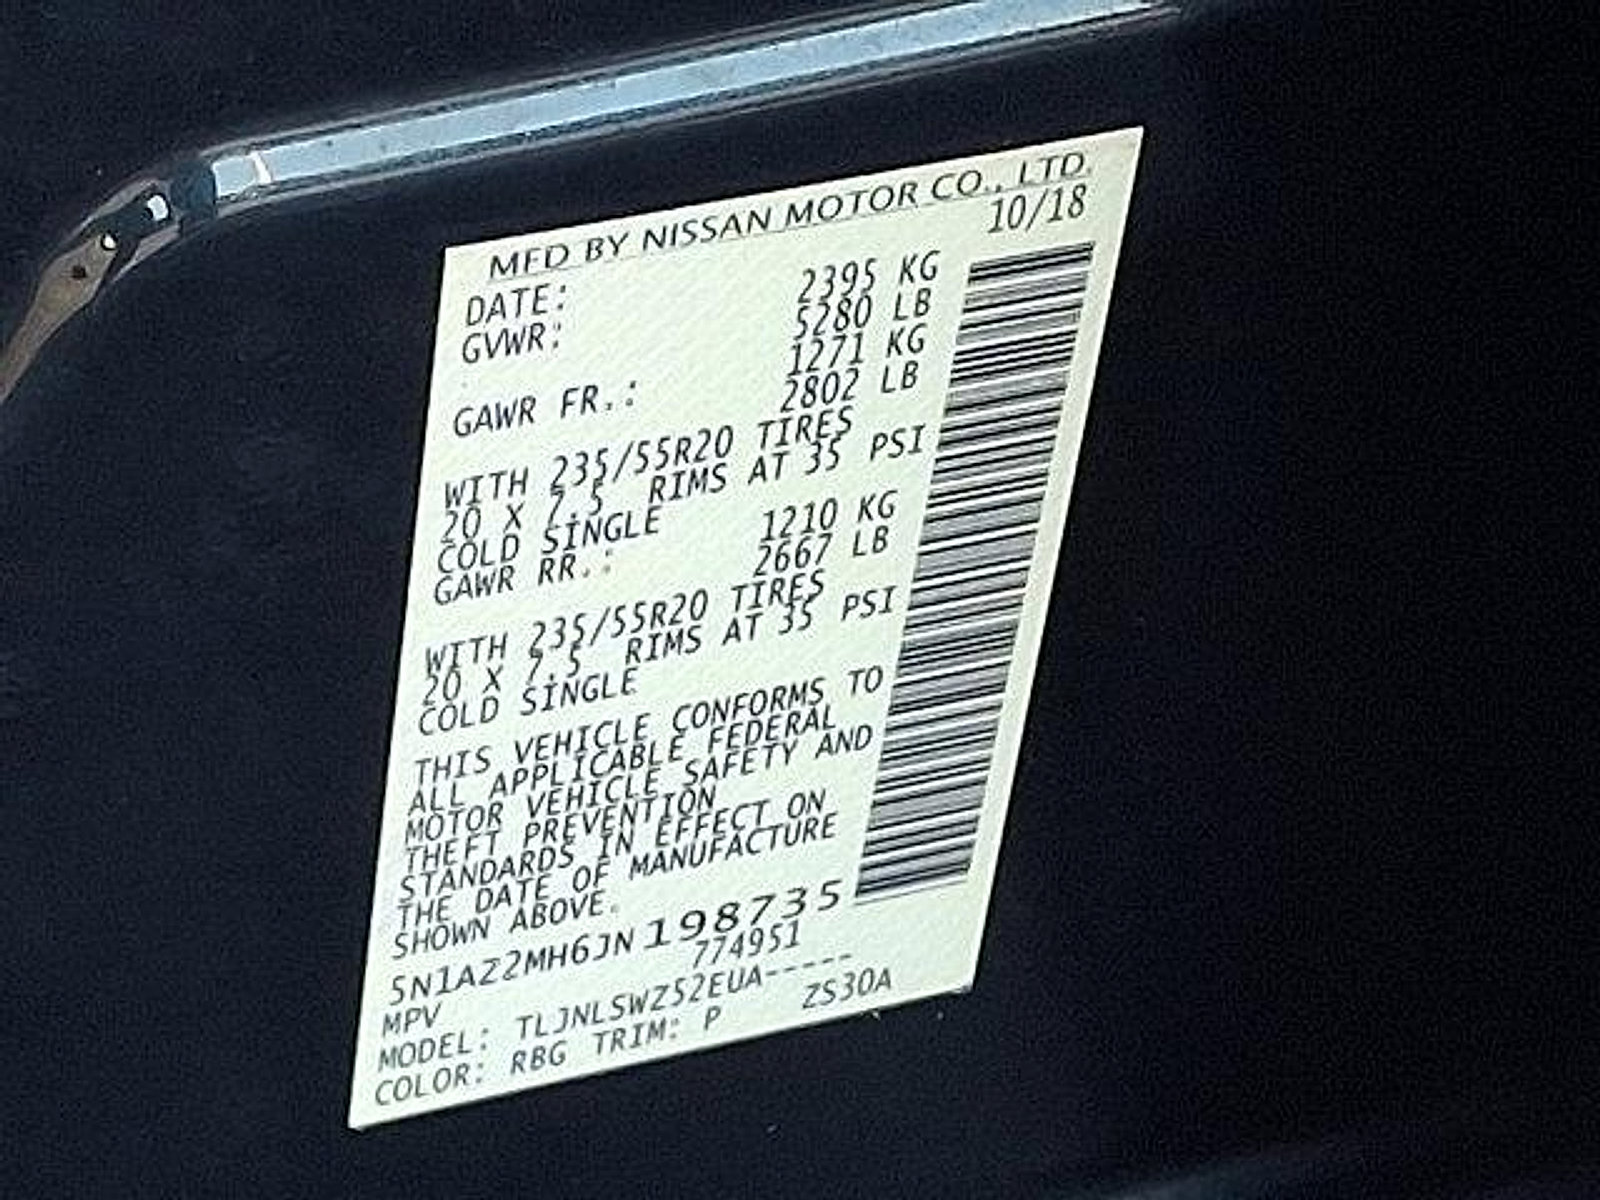 MFD BY NISSAN MOTOR CO., LTD.
DATE: 10/18
GVWR: 2395 KG
5280 LB
GAWR FR.: 1271 KG
2802 LB
WITH 235/55R20 TIRES
20 X 7.5 RIMS AT 35 PSI
COLD SINGLE
GAWR RR.: 1210 KG
2667 LB
WITH 235/55R20 TIRES
20 X 7.5 RIMS AT 35 PSI
COLD SINGLE
THIS VEHICLE CONFORMS TO
ALL APPLICABLE FEDERAL
MOTOR VEHICLE SAFETY AND
THEFT PREVENTION
STANDARDS IN EFFECT ON
THE DATE OF MANUFACTURE
SHOWN ABOVE.
5N1AZ2MH6JN198735
MPV 774951
MODEL: TLJNLSWZ52EUA-----
COLOR: RBG TRIM: P ZS30A